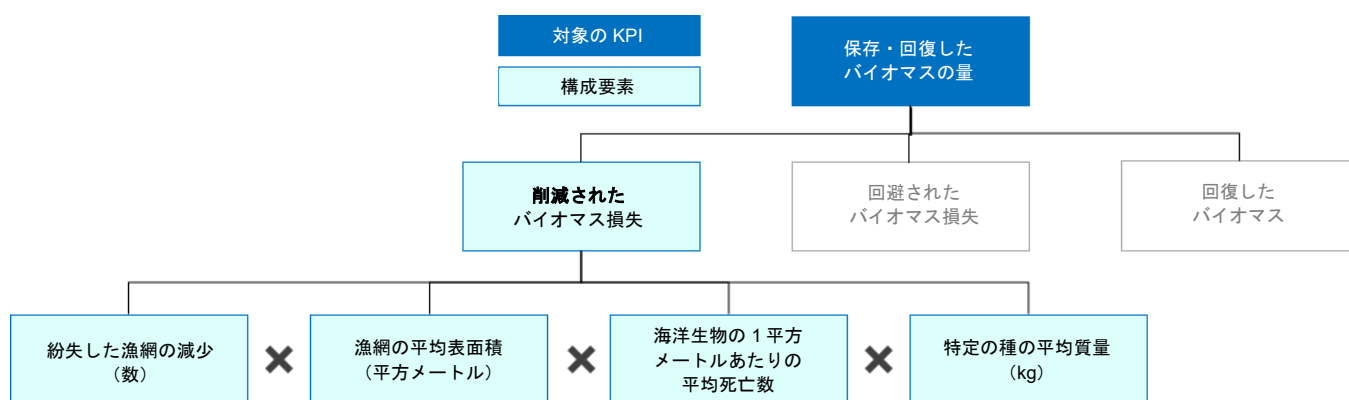 対象の KPI
構成要素
保存・回復した
バイオマスの量
削減された
バイオマス損失
回避された
バイオマス損失
回復した
バイオマス
紛失した漁網の減少
(数)
漁網の平均表面積
(平方メートル)
海洋生物の 1 平方
メートルあたりの
平均死亡数
特定の種の平均質量
(kg)